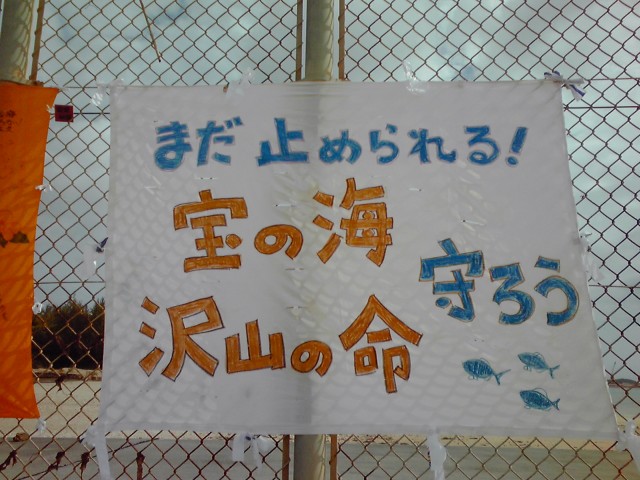 まだ止められる!
宝の海
沢山の命
守ろう